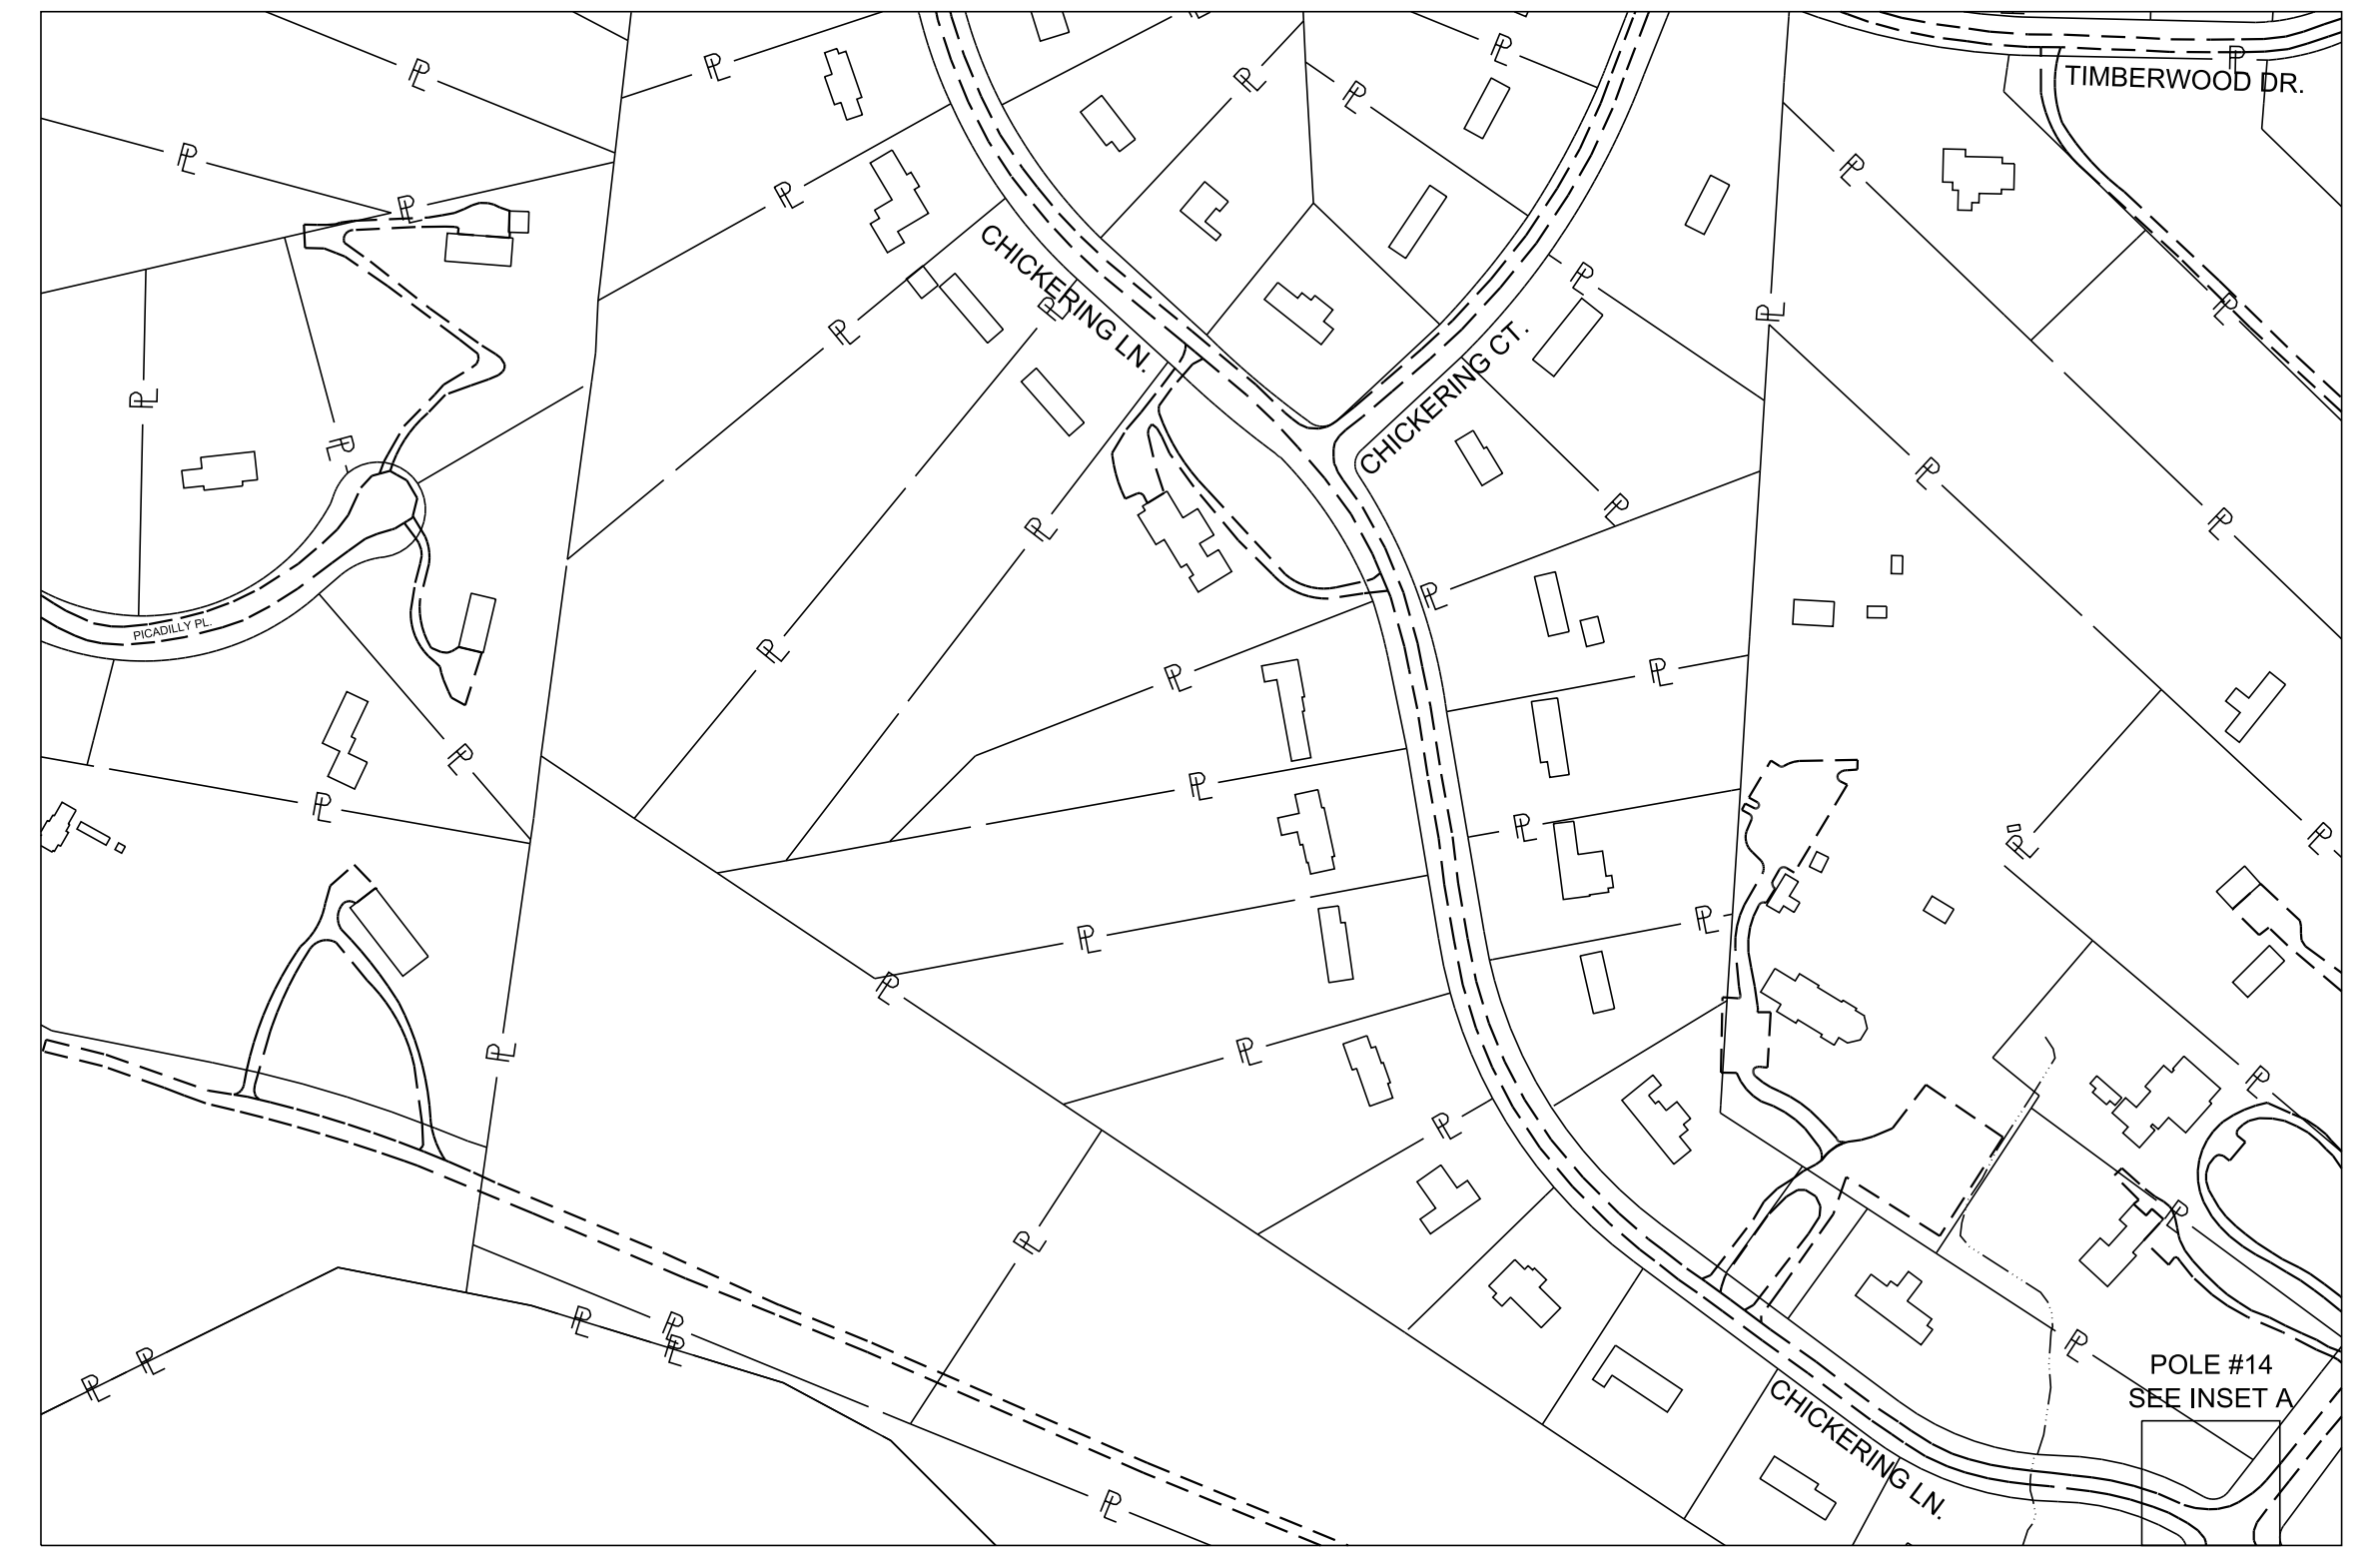 TIMBERWOOD DR.
CHICKERING LN.
CHICKERING CT.
PICADILLY PL.
POLE #14
SEE INSET A
CHICKERING LN.